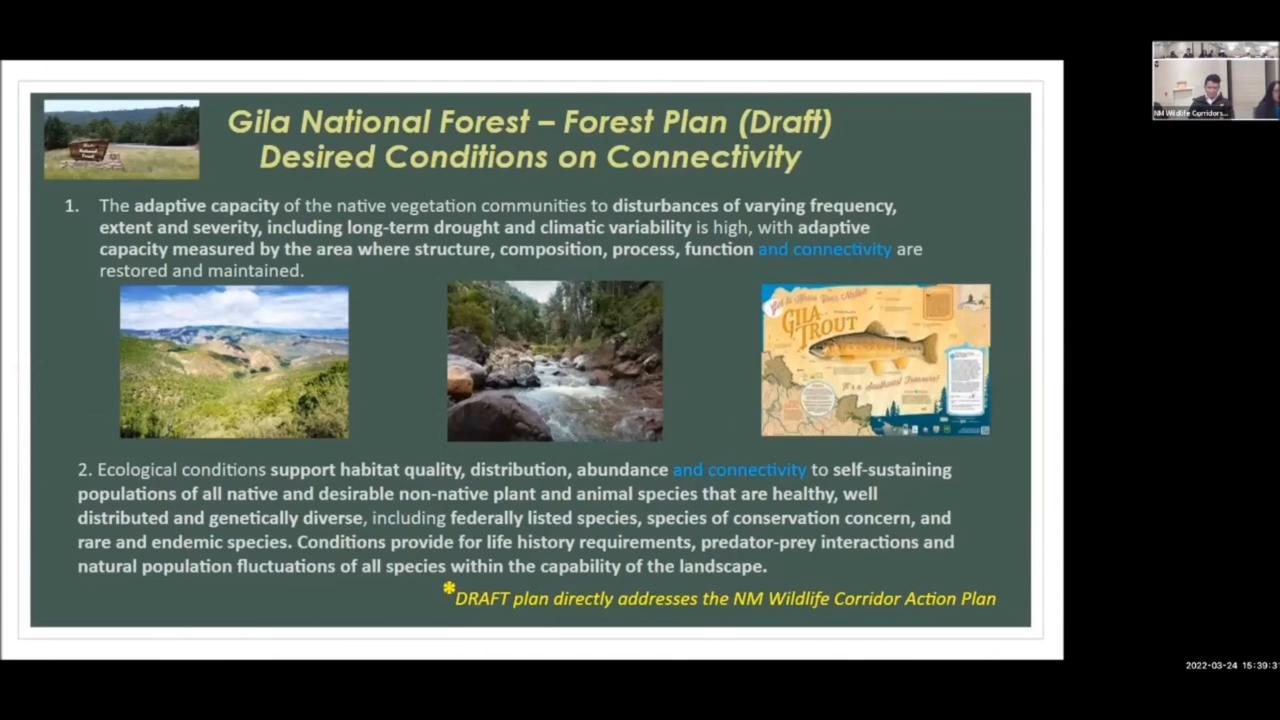 Gila National Forest – Forest Plan (Draft)
Desired Conditions on Connectivity
1. The adaptive capacity of the native vegetation communities to disturbances of varying frequency,
extent and severity, including long-term drought and climatic variability is high, with adaptive
capacity measured by the area where structure, composition, process, function and connectivity are
restored and maintained.
GILA
TROUT
It's a Southwest Treasure!
2. Ecological conditions support habitat quality, distribution, abundance and connectivity to self-sustaining
populations of all native and desirable non-native plant and animal species that are healthy, well
distributed and genetically diverse, including federally listed species, species of conservation concern, and
rare and endemic species. Conditions provide for life history requirements, predator-prey interactions and
natural population fluctuations of all species within the capability of the landscape.
*DRAFT plan directly addresses the NM Wildlife Corridor Action Plan
NM Wildlife Corridors...
2022-03-24 15:39:31